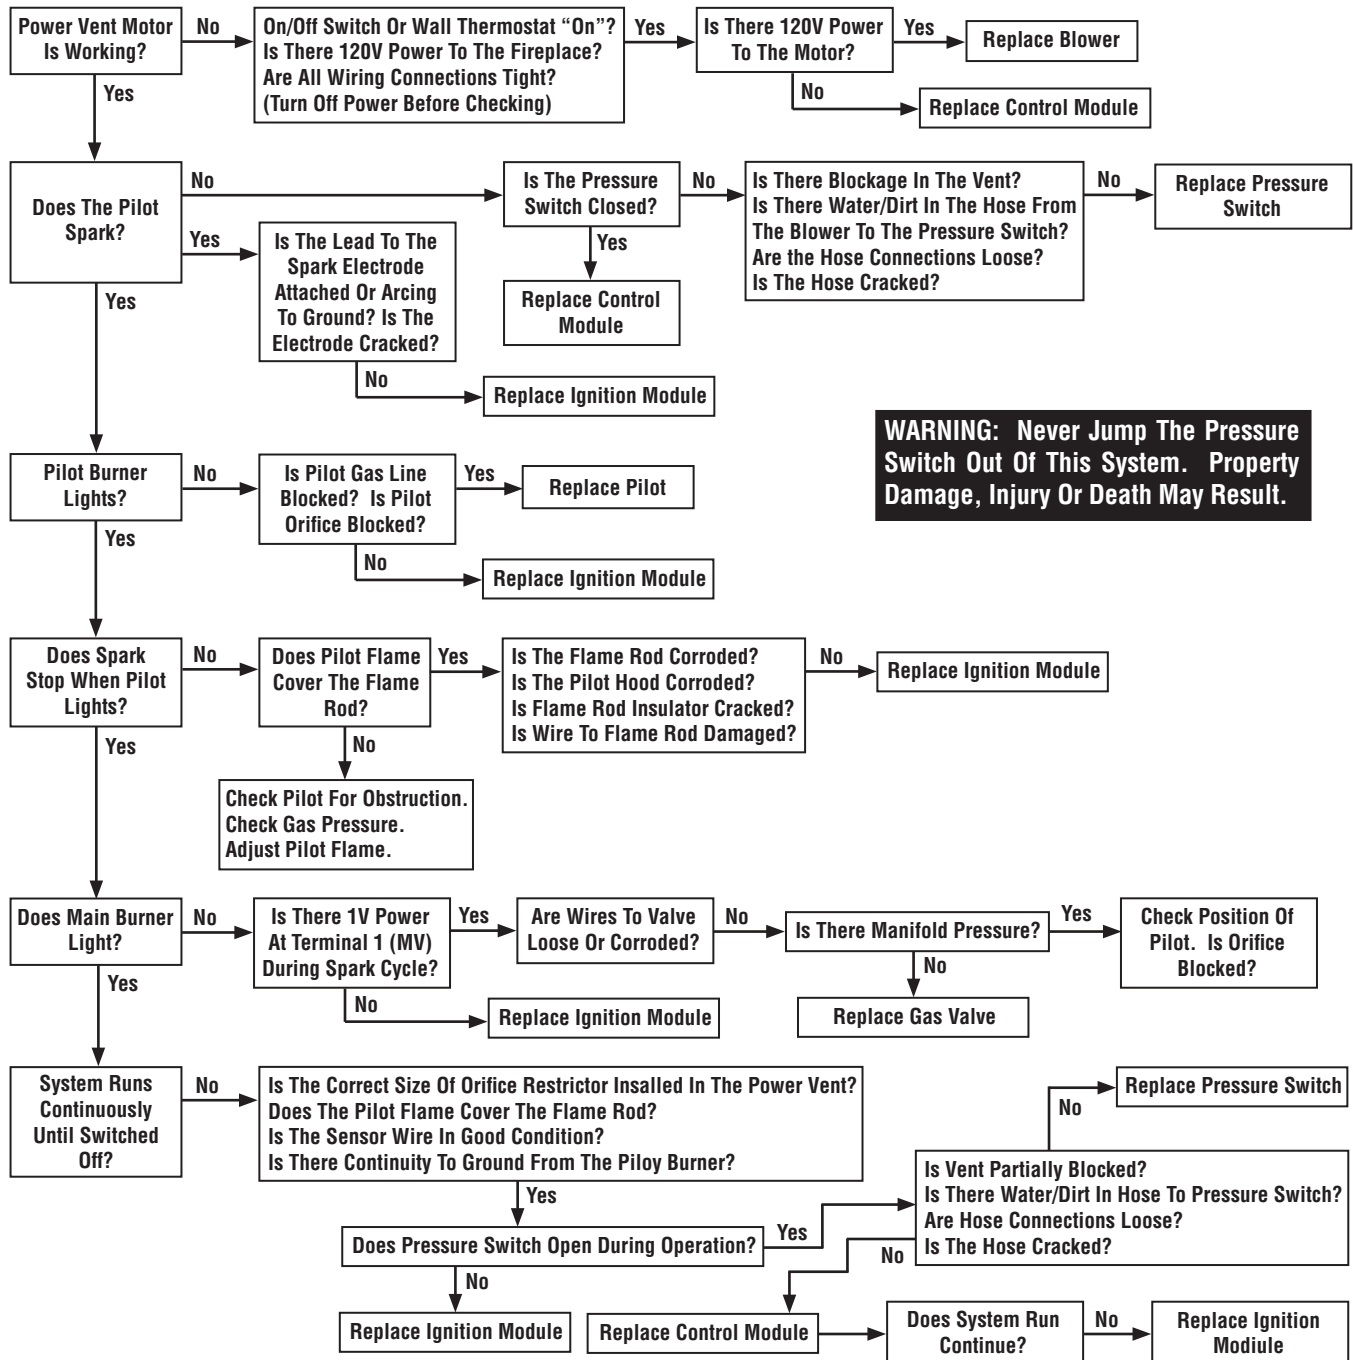 Power Vent Motor
Is Working?
No
On/Off Switch Or Wall Thermostat “On”?
Is There 120V Power To The Fireplace?
Are All Wiring Connections Tight?
(Turn Off Power Before Checking)
Yes
Is There 120V Power
To The Motor?
Yes
Replace Blower
No
Replace Control Module
Yes
Does The Pilot
Spark?
No
Is The Pressure
Switch Closed?
No
Is There Blockage In The Vent?
Is There Water/Dirt In The Hose From
The Blower To The Pressure Switch?
Are the Hose Connections Loose?
Is The Hose Cracked?
No
Replace Pressure
Switch
Yes
Replace Control
Module
Yes
Is The Lead To The
Spark Electrode
Attached Or Arcing
To Ground? Is The
Electrode Cracked?
No
Replace Ignition Module
Yes
WARNING: Never Jump The Pressure
Switch Out Of This System. Property
Damage, Injury Or Death May Result.
Pilot Burner
Lights?
No
Is Pilot Gas Line
Blocked? Is Pilot
Orifice Blocked?
Yes
Replace Pilot
No
Replace Ignition Module
Yes
Does Spark
Stop When Pilot
Lights?
No
Does Pilot Flame
Cover The Flame
Rod?
Yes
Is The Flame Rod Corroded?
Is The Pilot Hood Corroded?
Is Flame Rod Insulator Cracked?
Is Wire To Flame Rod Damaged?
No
Replace Ignition Module
No
Check Pilot For Obstruction.
Check Gas Pressure.
Adjust Pilot Flame.
Yes
Does Main Burner
Light?
No
Is There 1V Power
At Terminal 1 (MV)
During Spark Cycle?
Yes
Are Wires To Valve
Loose Or Corroded?
No
Is There Manifold Pressure?
Yes
Check Position Of
Pilot. Is Orifice
Blocked?
No
Replace Gas Valve
No
Replace Ignition Module
Yes
System Runs
Continuously
Until Switched
Off?
No
Is The Correct Size Of Orifice Restrictor Insalled In The Power Vent?
Does The Pilot Flame Cover The Flame Rod?
Is The Sensor Wire In Good Condition?
Is There Continuity To Ground From The Piloy Burner?
Yes
Does Pressure Switch Open During Operation?
Yes
Is Vent Partially Blocked?
Is There Water/Dirt In Hose To Pressure Switch?
Are Hose Connections Loose?
Is The Hose Cracked?
No
Replace Pressure Switch
No
Replace Control Module
Does System Run
Continue?
No
Replace Ignition
Modiule
No
Replace Ignition Module